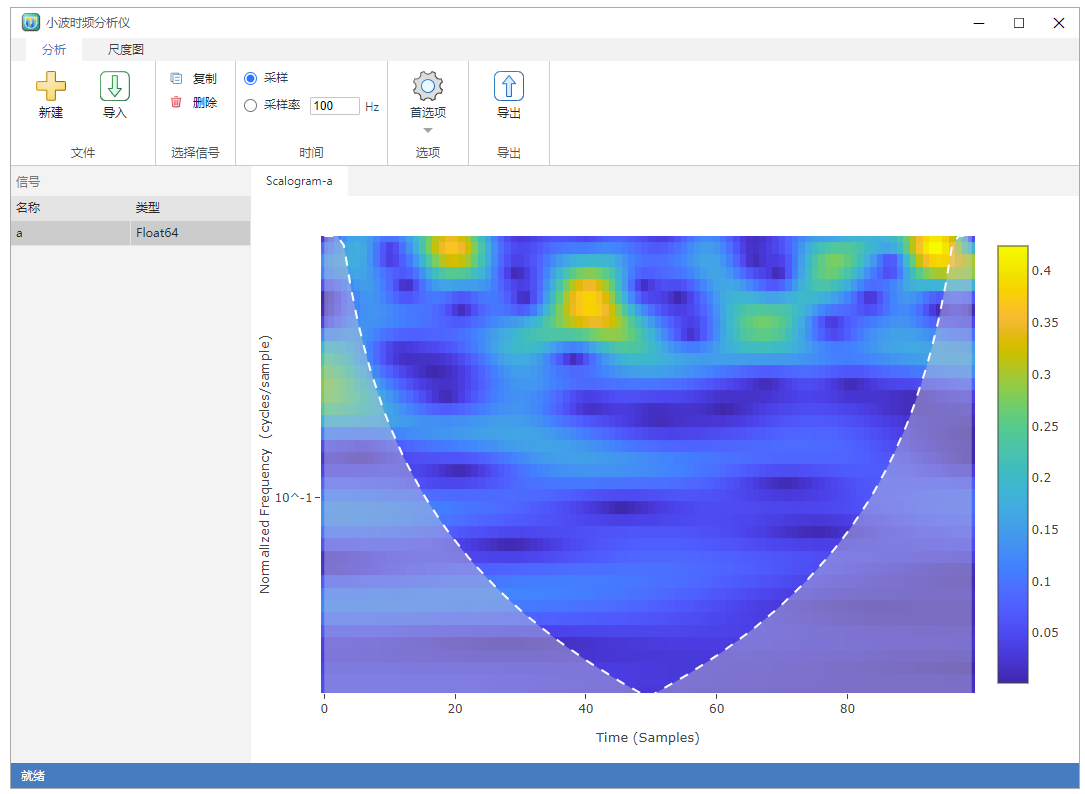 小波时频分析仪
分析 尺度图
新建 导入
文件
复制
删除
选择信号
采样
采样率 100 Hz
时间
首选项
选项
导出
导出
信号
名称 类型
a Float64
Scalogram-a
Normalized Frequency (cycles/sample)
10^-1
0 20 40 60 80
Time (Samples)
0.4
0.35
0.3
0.25
0.2
0.15
0.1
0.05
就绪